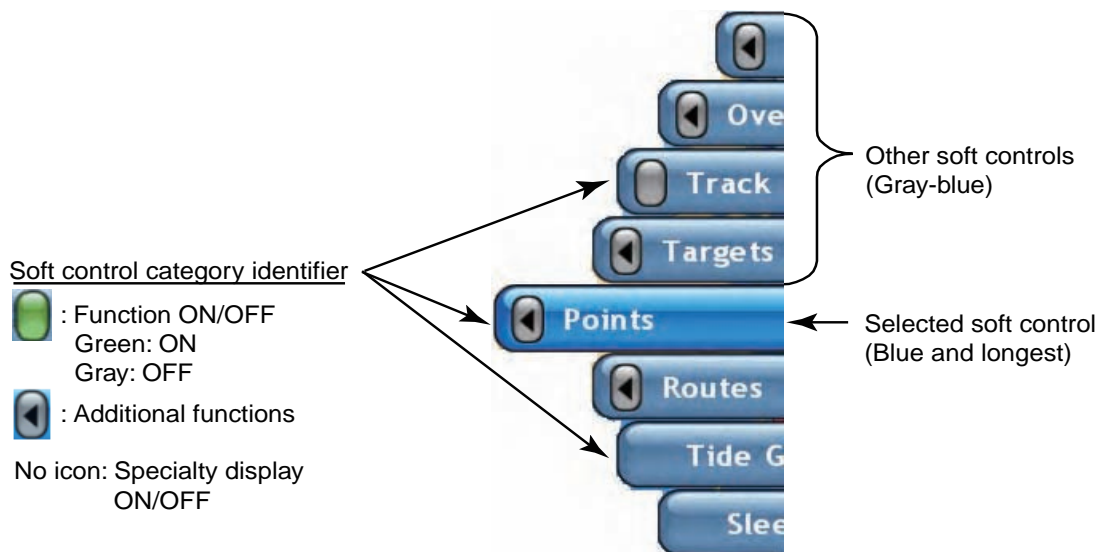 Ove
Track
Targets
Points
Routes
Tide G
Slee
Other soft controls
(Gray-blue)
Selected soft control
(Blue and longest)
Soft control category identifier
: Function ON/OFF
Green: ON
Gray: OFF
: Additional functions
No icon: Specialty display
ON/OFF